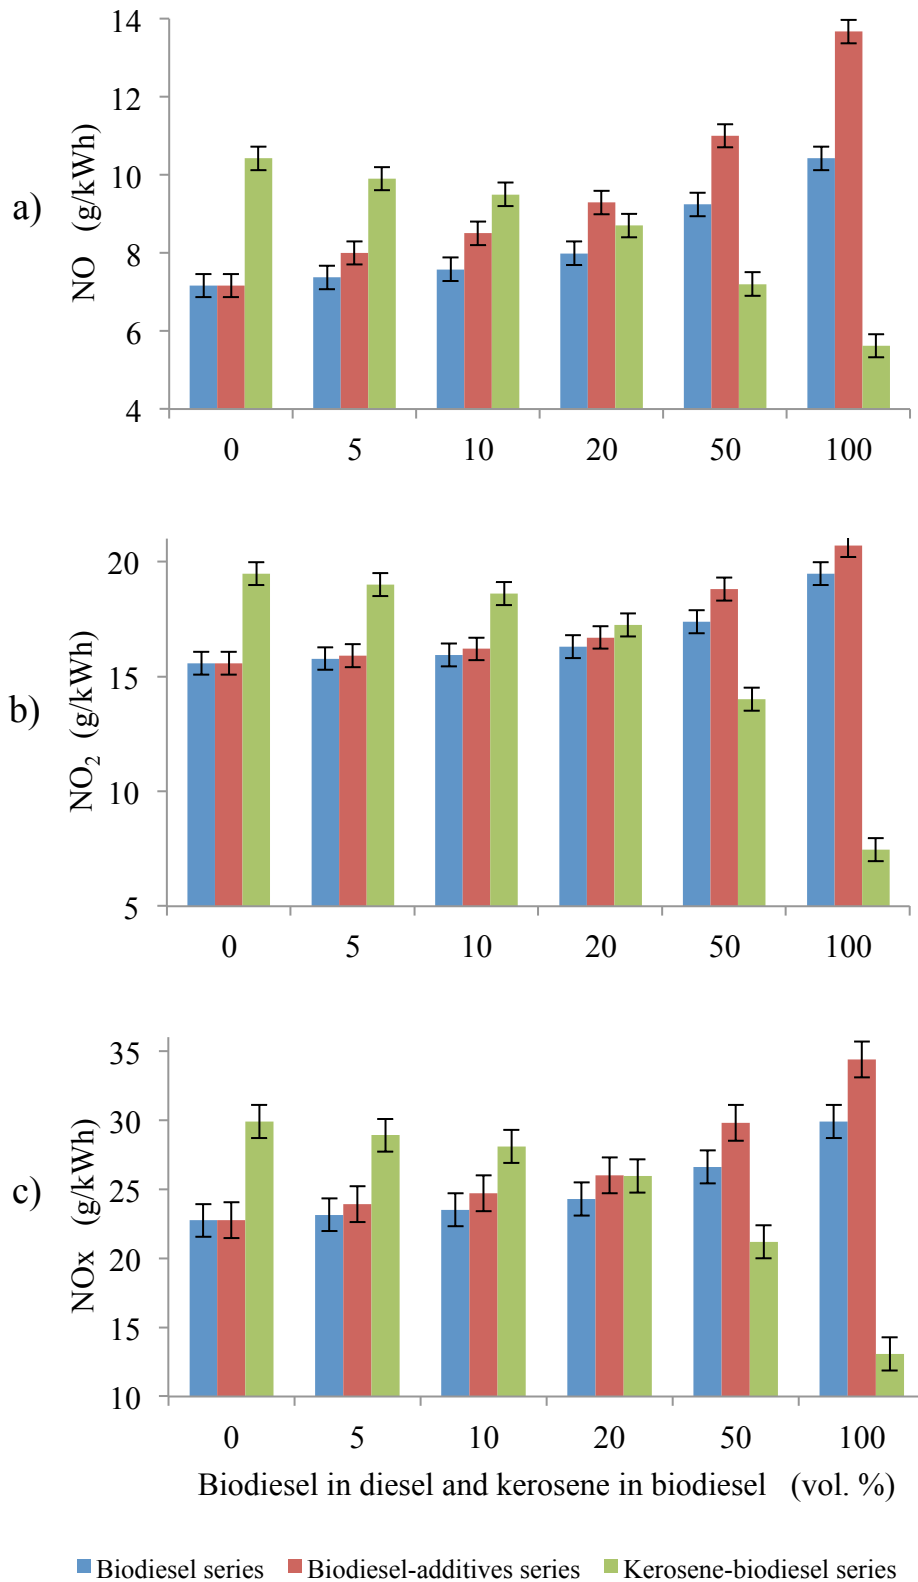 a)
NO (g/kWh)
14
12
10
8
6
4
0 5 10 20 50 100
b)
NO₂ (g/kWh)
20
15
10
5
0 5 10 20 50 100
c)
NOx (g/kWh)
35
30
25
20
15
10
0 5 10 20 50 100
Biodiesel in diesel and kerosene in biodiesel (vol. %)
Biodiesel series Biodiesel-additives series Kerosene-biodiesel series